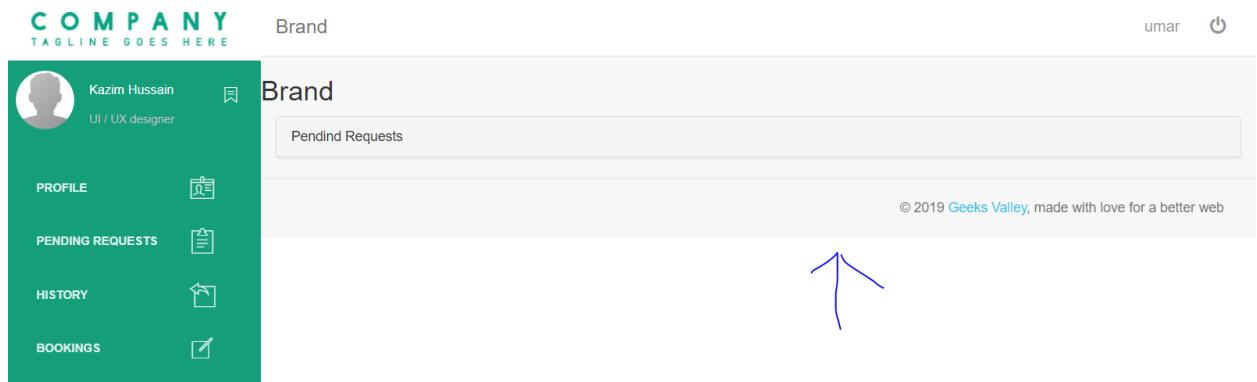 COMPANY
TAGLINE GOES HERE
Brand
umar
Kazim Hussain
UI / UX designer
PROFILE
PENDING REQUESTS
HISTORY
BOOKINGS
Brand
Pendind Requests
© 2019 Geeks Valley, made with love for a better web